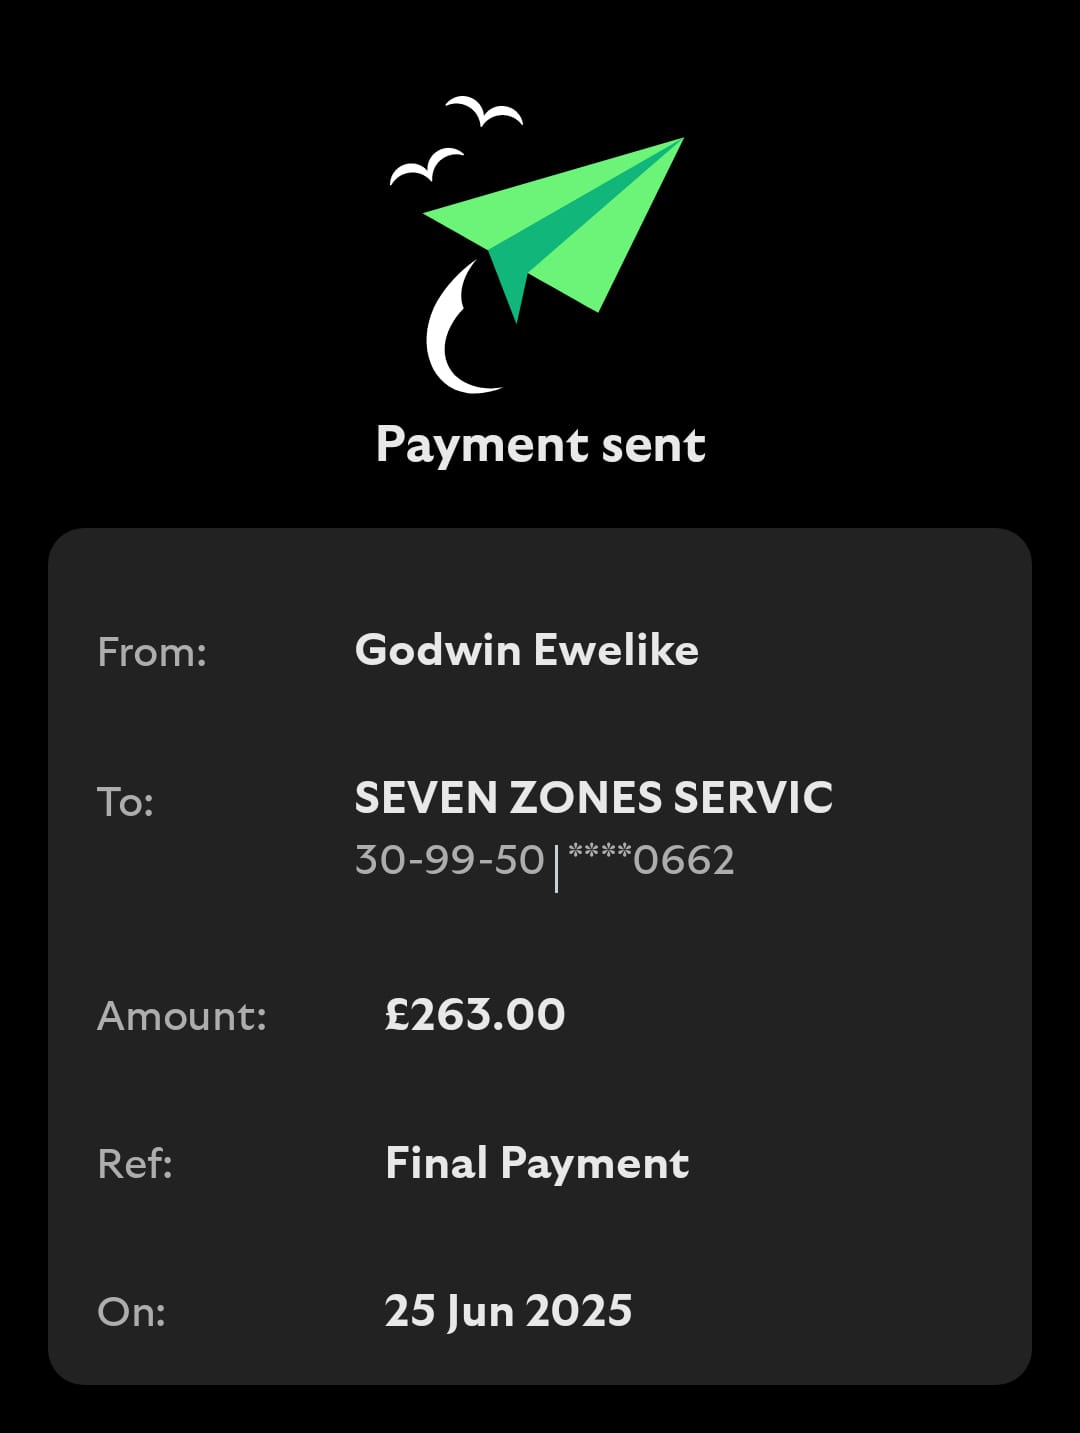 Payment sent
From: Godwin Ewelike
To: SEVEN ZONES SERVIC
30-99-50 | ****0662
Amount: £263.00
Ref: Final Payment
On: 25 Jun 2025